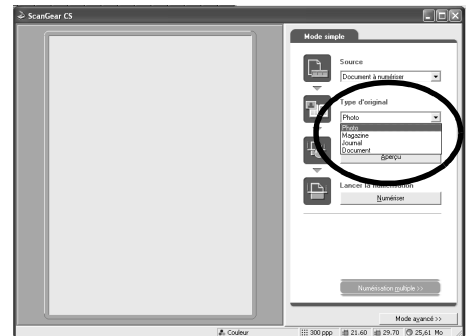 ScanGear CS
Mode simple
Source
Document à numériser
Type d'original
Photo
Photo
Magazine
Journal
Document
Aperçu
Lancer la numérisation
Numériser
Numérisation multiple >>
Mode avancé >>
Couleur 300 ppp 21.60 29.70 25,61 Mo